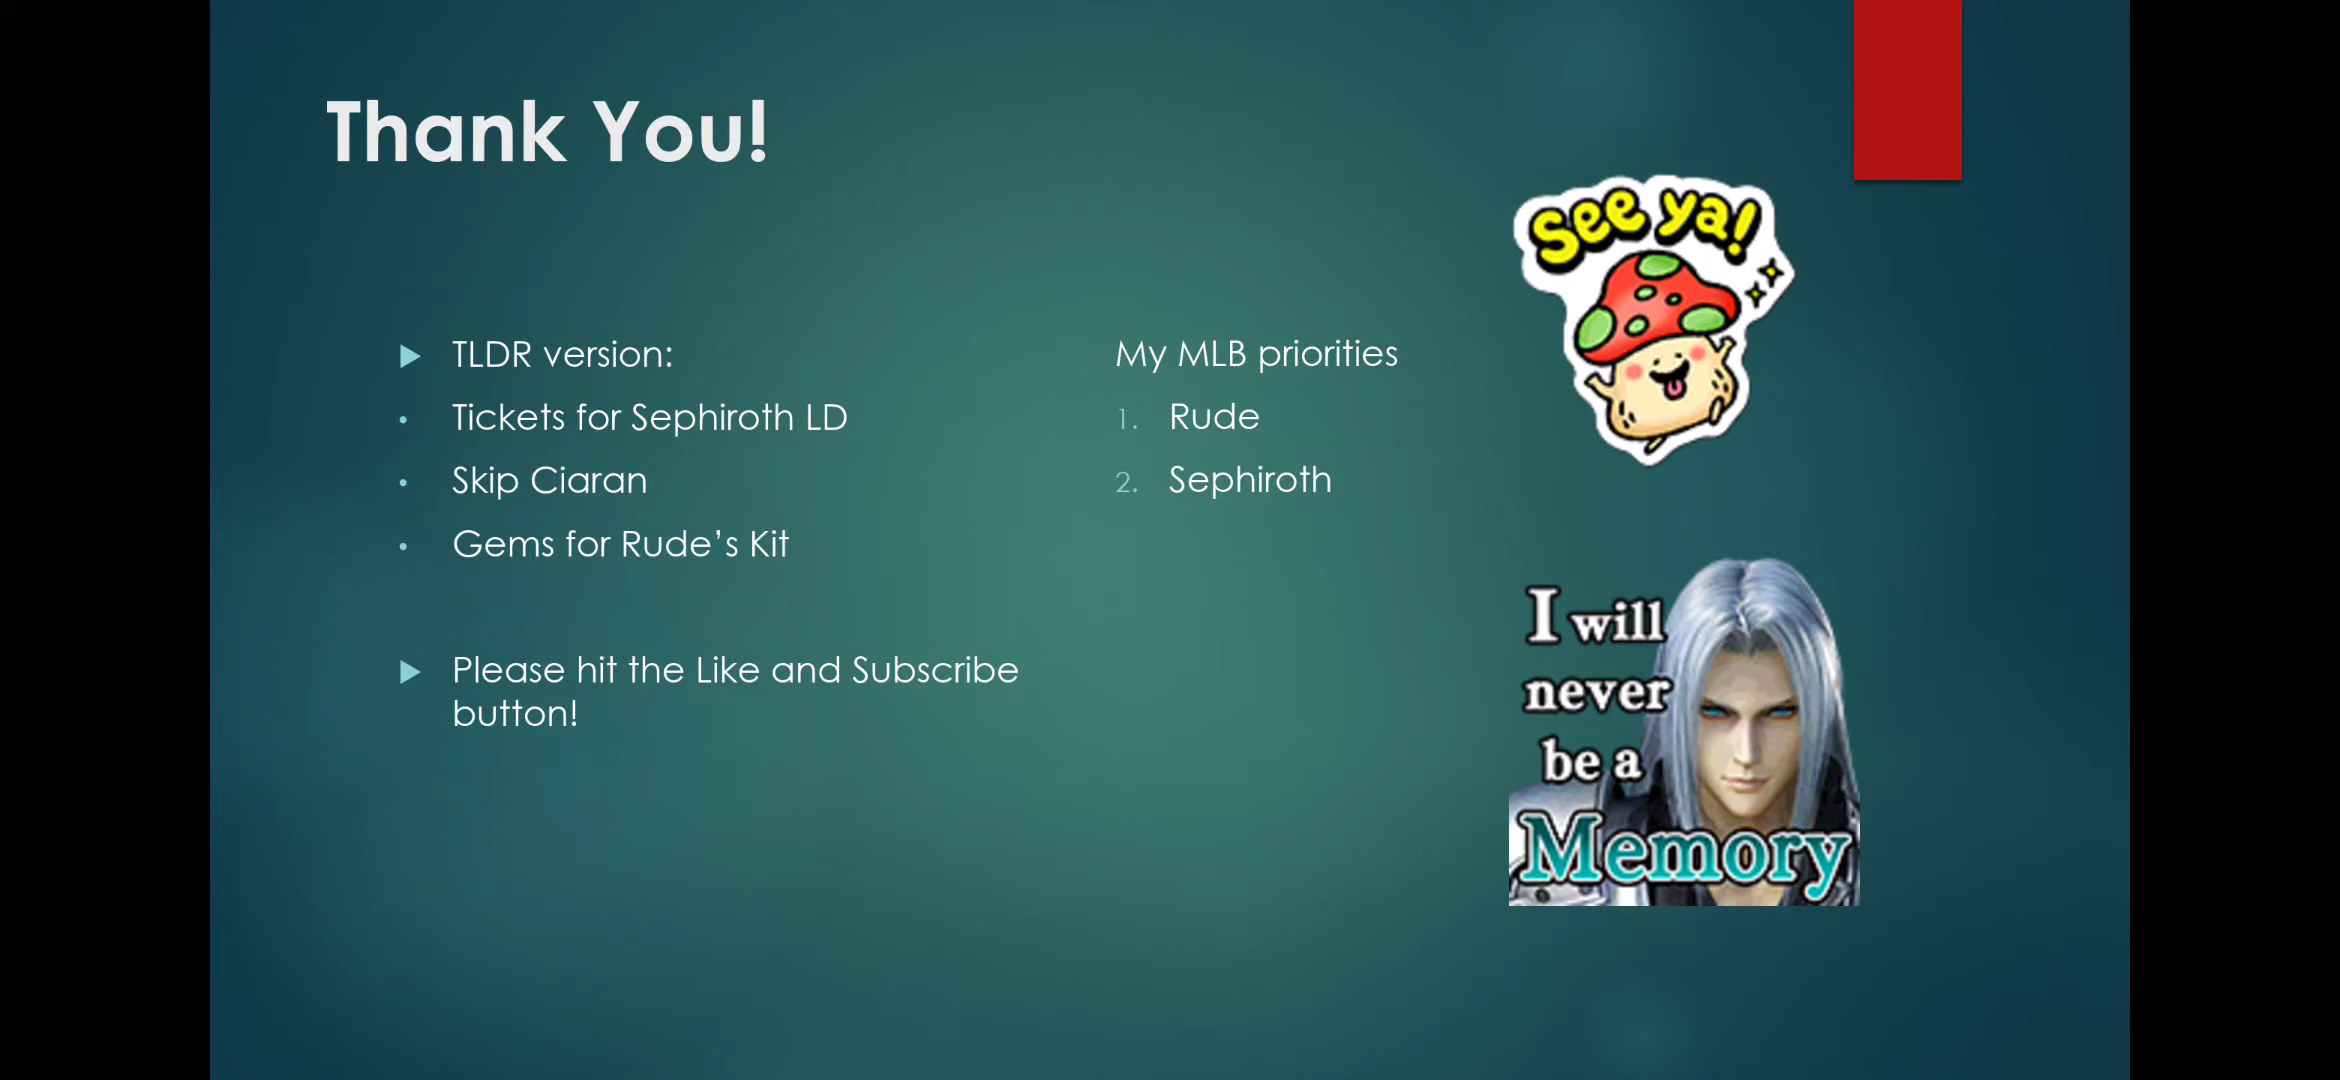 Thank You!
TLDR version:
Tickets for Sephiroth LD
Skip Ciaran
Gems for Rude's Kit
Please hit the Like and Subscribe
button!
My MLB priorities
1. Rude
2. Sephiroth
See ya!
I will
never
be a
Memory